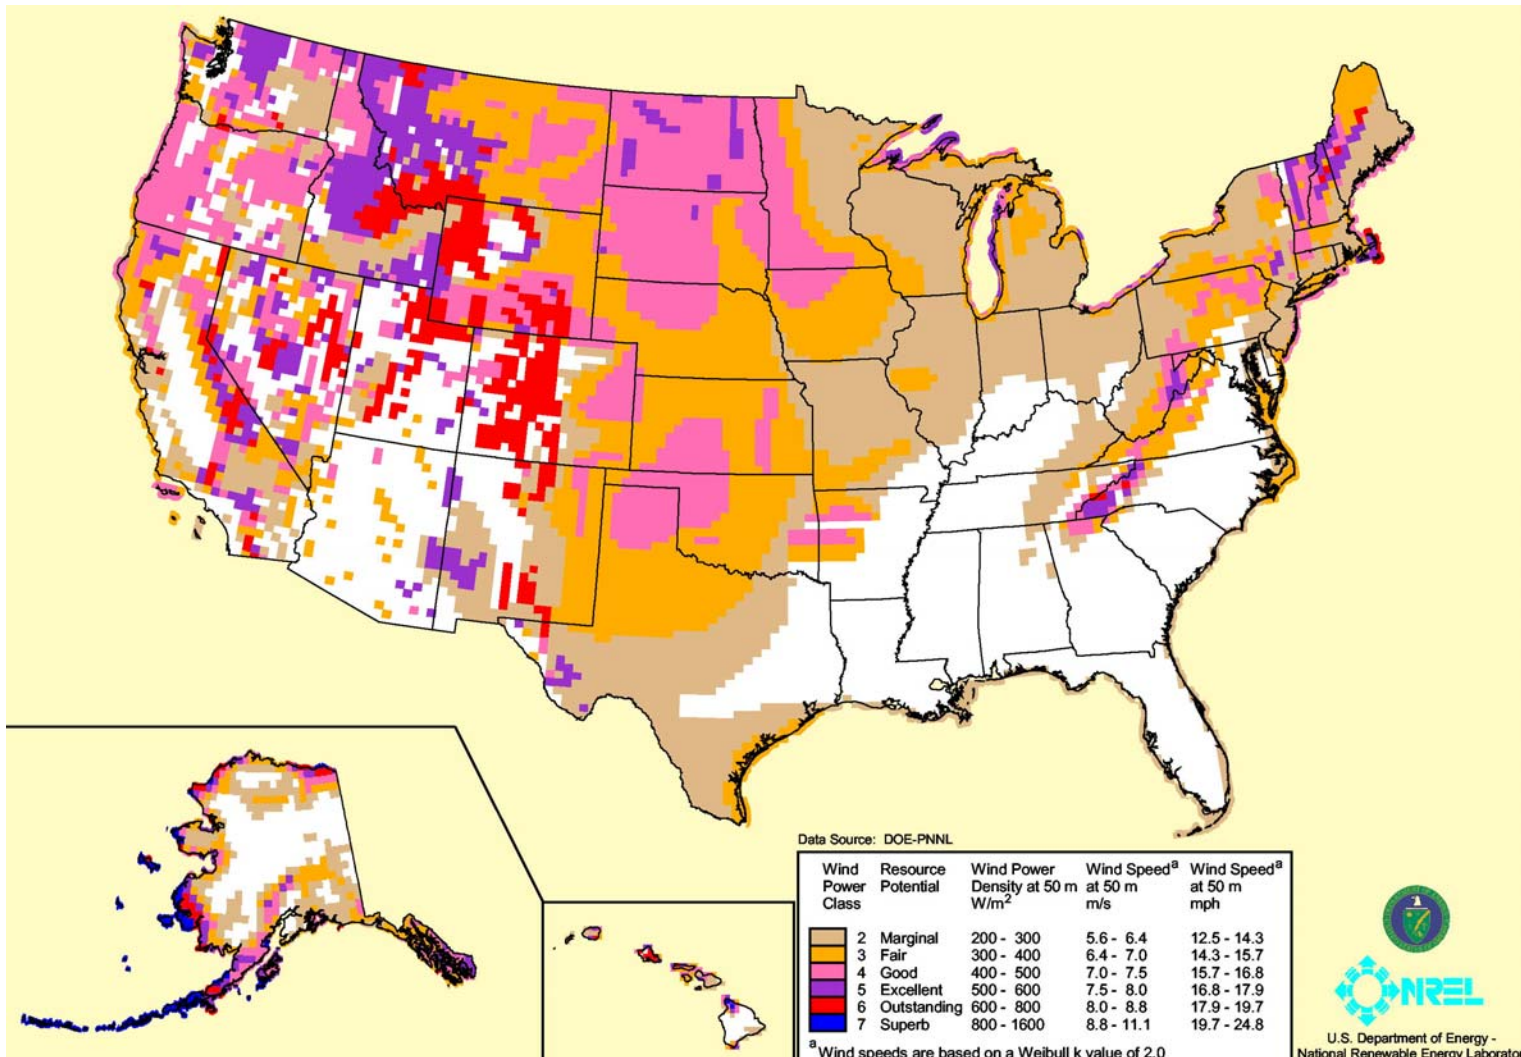 Data Source: DOE-PNNL
Wind Resource Wind Power Wind Speedᵃ Wind Speedᵃ
Power Potential Density at 50 m at 50 m at 50 m
Class W/m² m/s mph
2 Marginal 200 - 300 5.6 - 6.4 12.5 - 14.3
3 Fair 300 - 400 6.4 - 7.0 14.3 - 15.7
4 Good 400 - 500 7.0 - 7.5 15.7 - 16.8
5 Excellent 500 - 600 7.5 - 8.0 16.8 - 17.9
6 Outstanding 600 - 800 8.0 - 8.8 17.9 - 19.7
7 Superb 800 - 1600 8.8 - 11.1 19.7 - 24.8
ᵃ Wind speeds are based on a Weibull k value of 2.0
NREL
U.S. Department of Energy -
National Renewable Energy Laborato